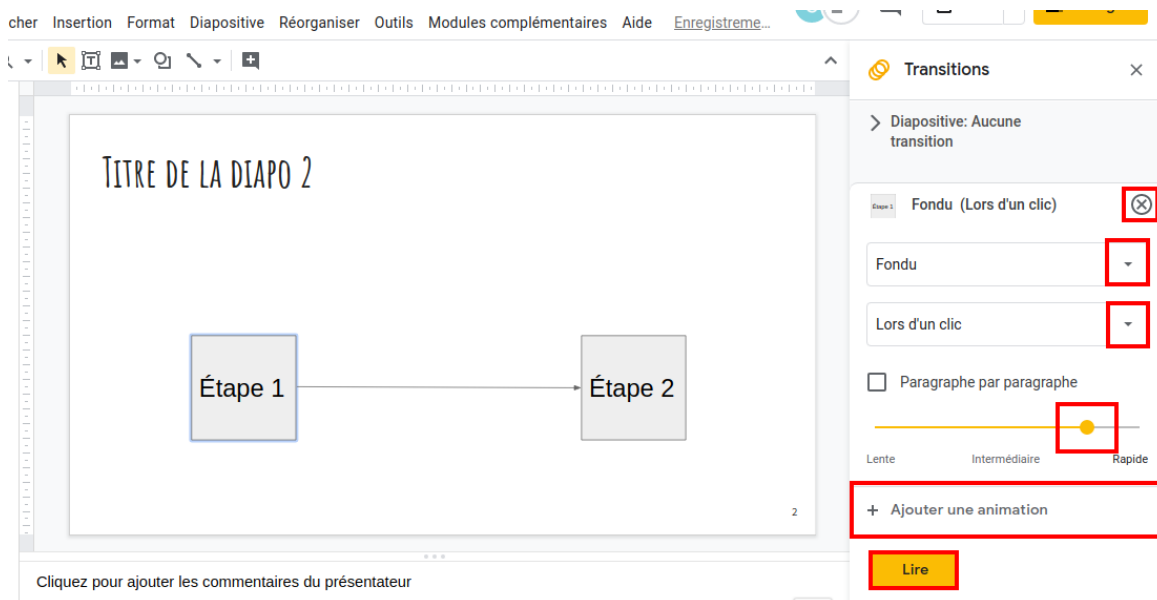 cher Insertion Format Diapositive Réorganiser Outils Modules complémentaires Aide Enregistreme…
Transitions
Diapositive: Aucune
transition
TITRE DE LA DIAPO 2
Étape 1 Fondu (Lors d'un clic)
Fondu
Lors d'un clic
Paragraphe par paragraphe
Étape 1
Étape 2
Lente Intermédiaire Rapide
+ Ajouter une animation
2
Lire
Cliquez pour ajouter les commentaires du présentateur